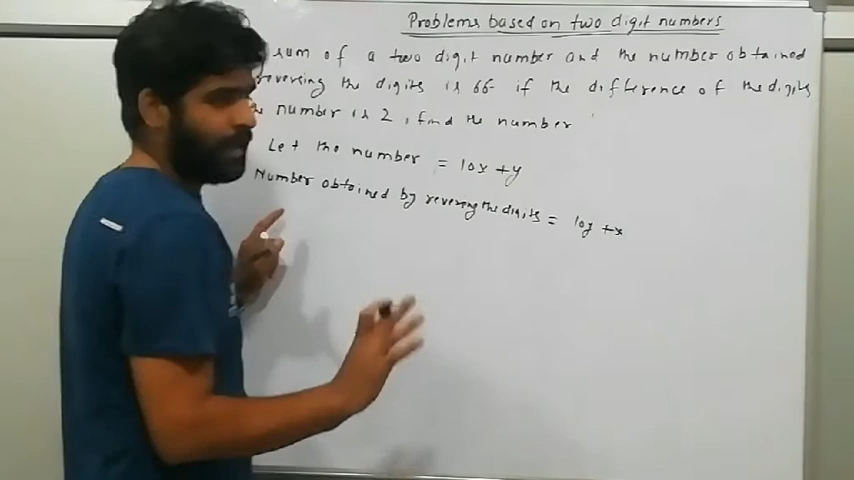 Problems based on two digit numbers
sum of a two digit number and the number obtained
reversing the digits is 66 if the difference of the digits
number is 2, find the number
Let the number = 10x + y
Number obtained by reversing the digits = 10y + x